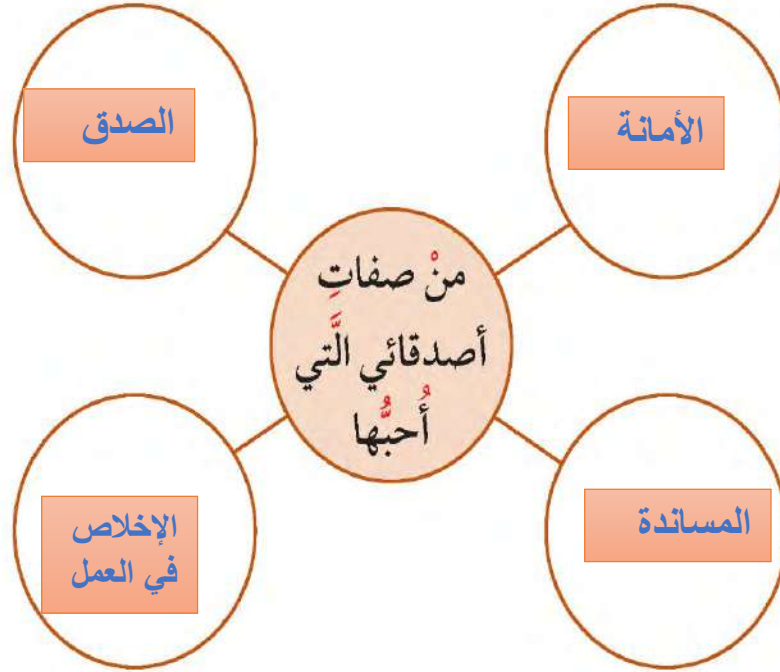 الأمانة
الصدق
منْ صفاتِ
أصدقائي الَّتي
أُحبُّها
المساندة
الإخلاص
في العمل